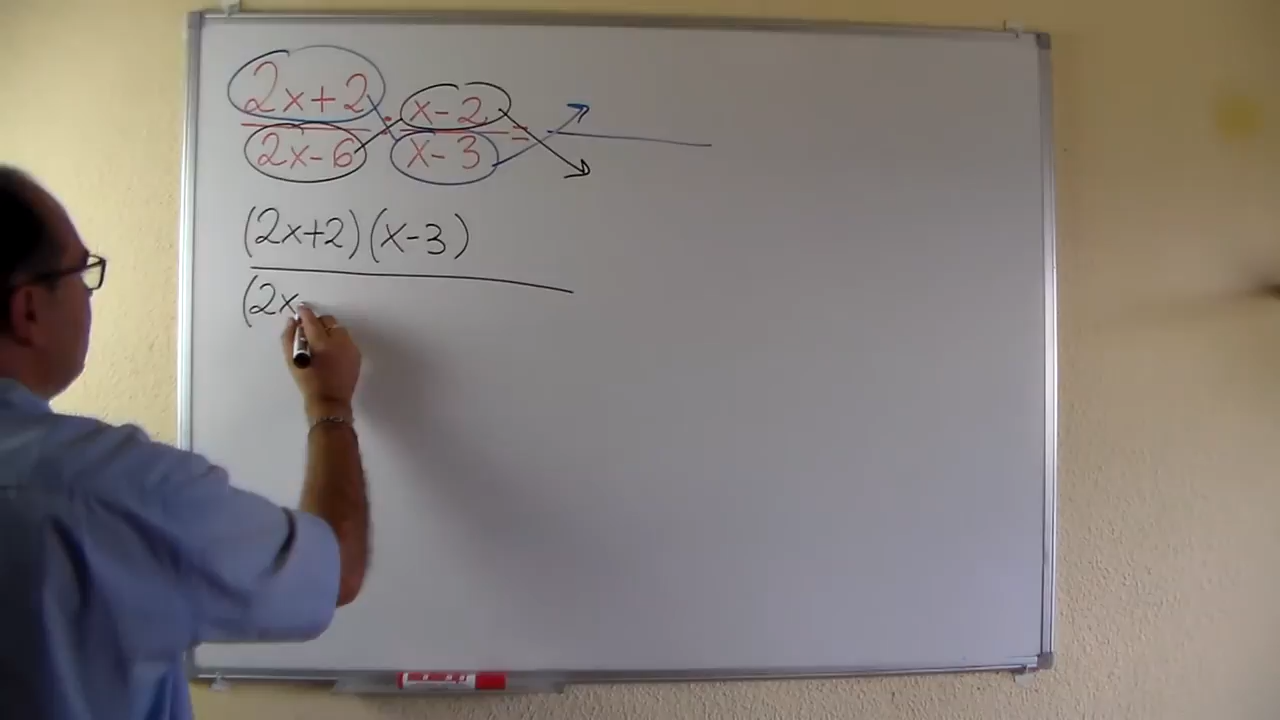 2x+2 : x-2 =
2x-6 x-3
(2x+2)(x-3)
(2x